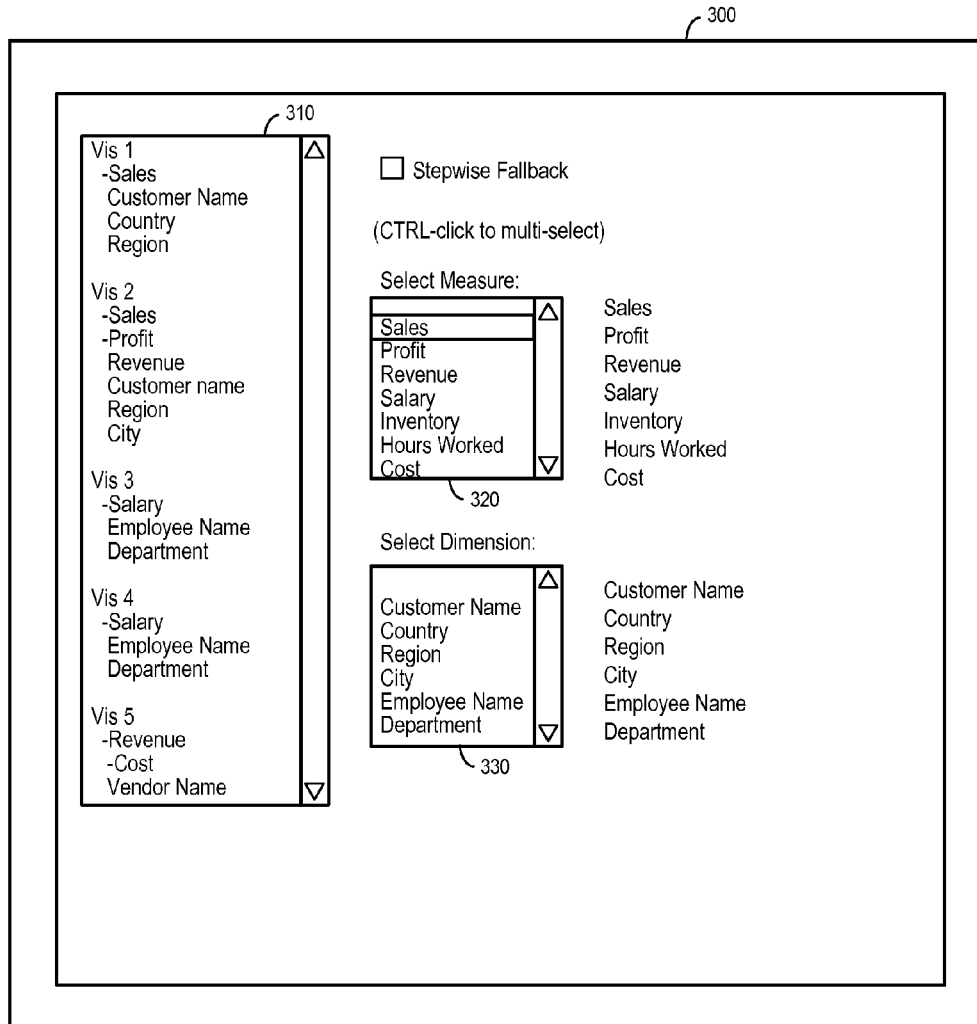 300
310
Vis 1
-Sales
Customer Name
Country
Region
Vis 2
-Sales
-Profit
Revenue
Customer name
Region
City
Vis 3
-Salary
Employee Name
Department
Vis 4
-Salary
Employee Name
Department
Vis 5
-Revenue
-Cost
Vendor Name
Stepwise Fallback
(CTRL-click to multi-select)
Select Measure:
Sales
Profit
Revenue
Salary
Inventory
Hours Worked
Cost
320
Sales
Profit
Revenue
Salary
Inventory
Hours Worked
Cost
Select Dimension:
Customer Name
Country
Region
City
Employee Name
Department
330
Customer Name
Country
Region
City
Employee Name
Department